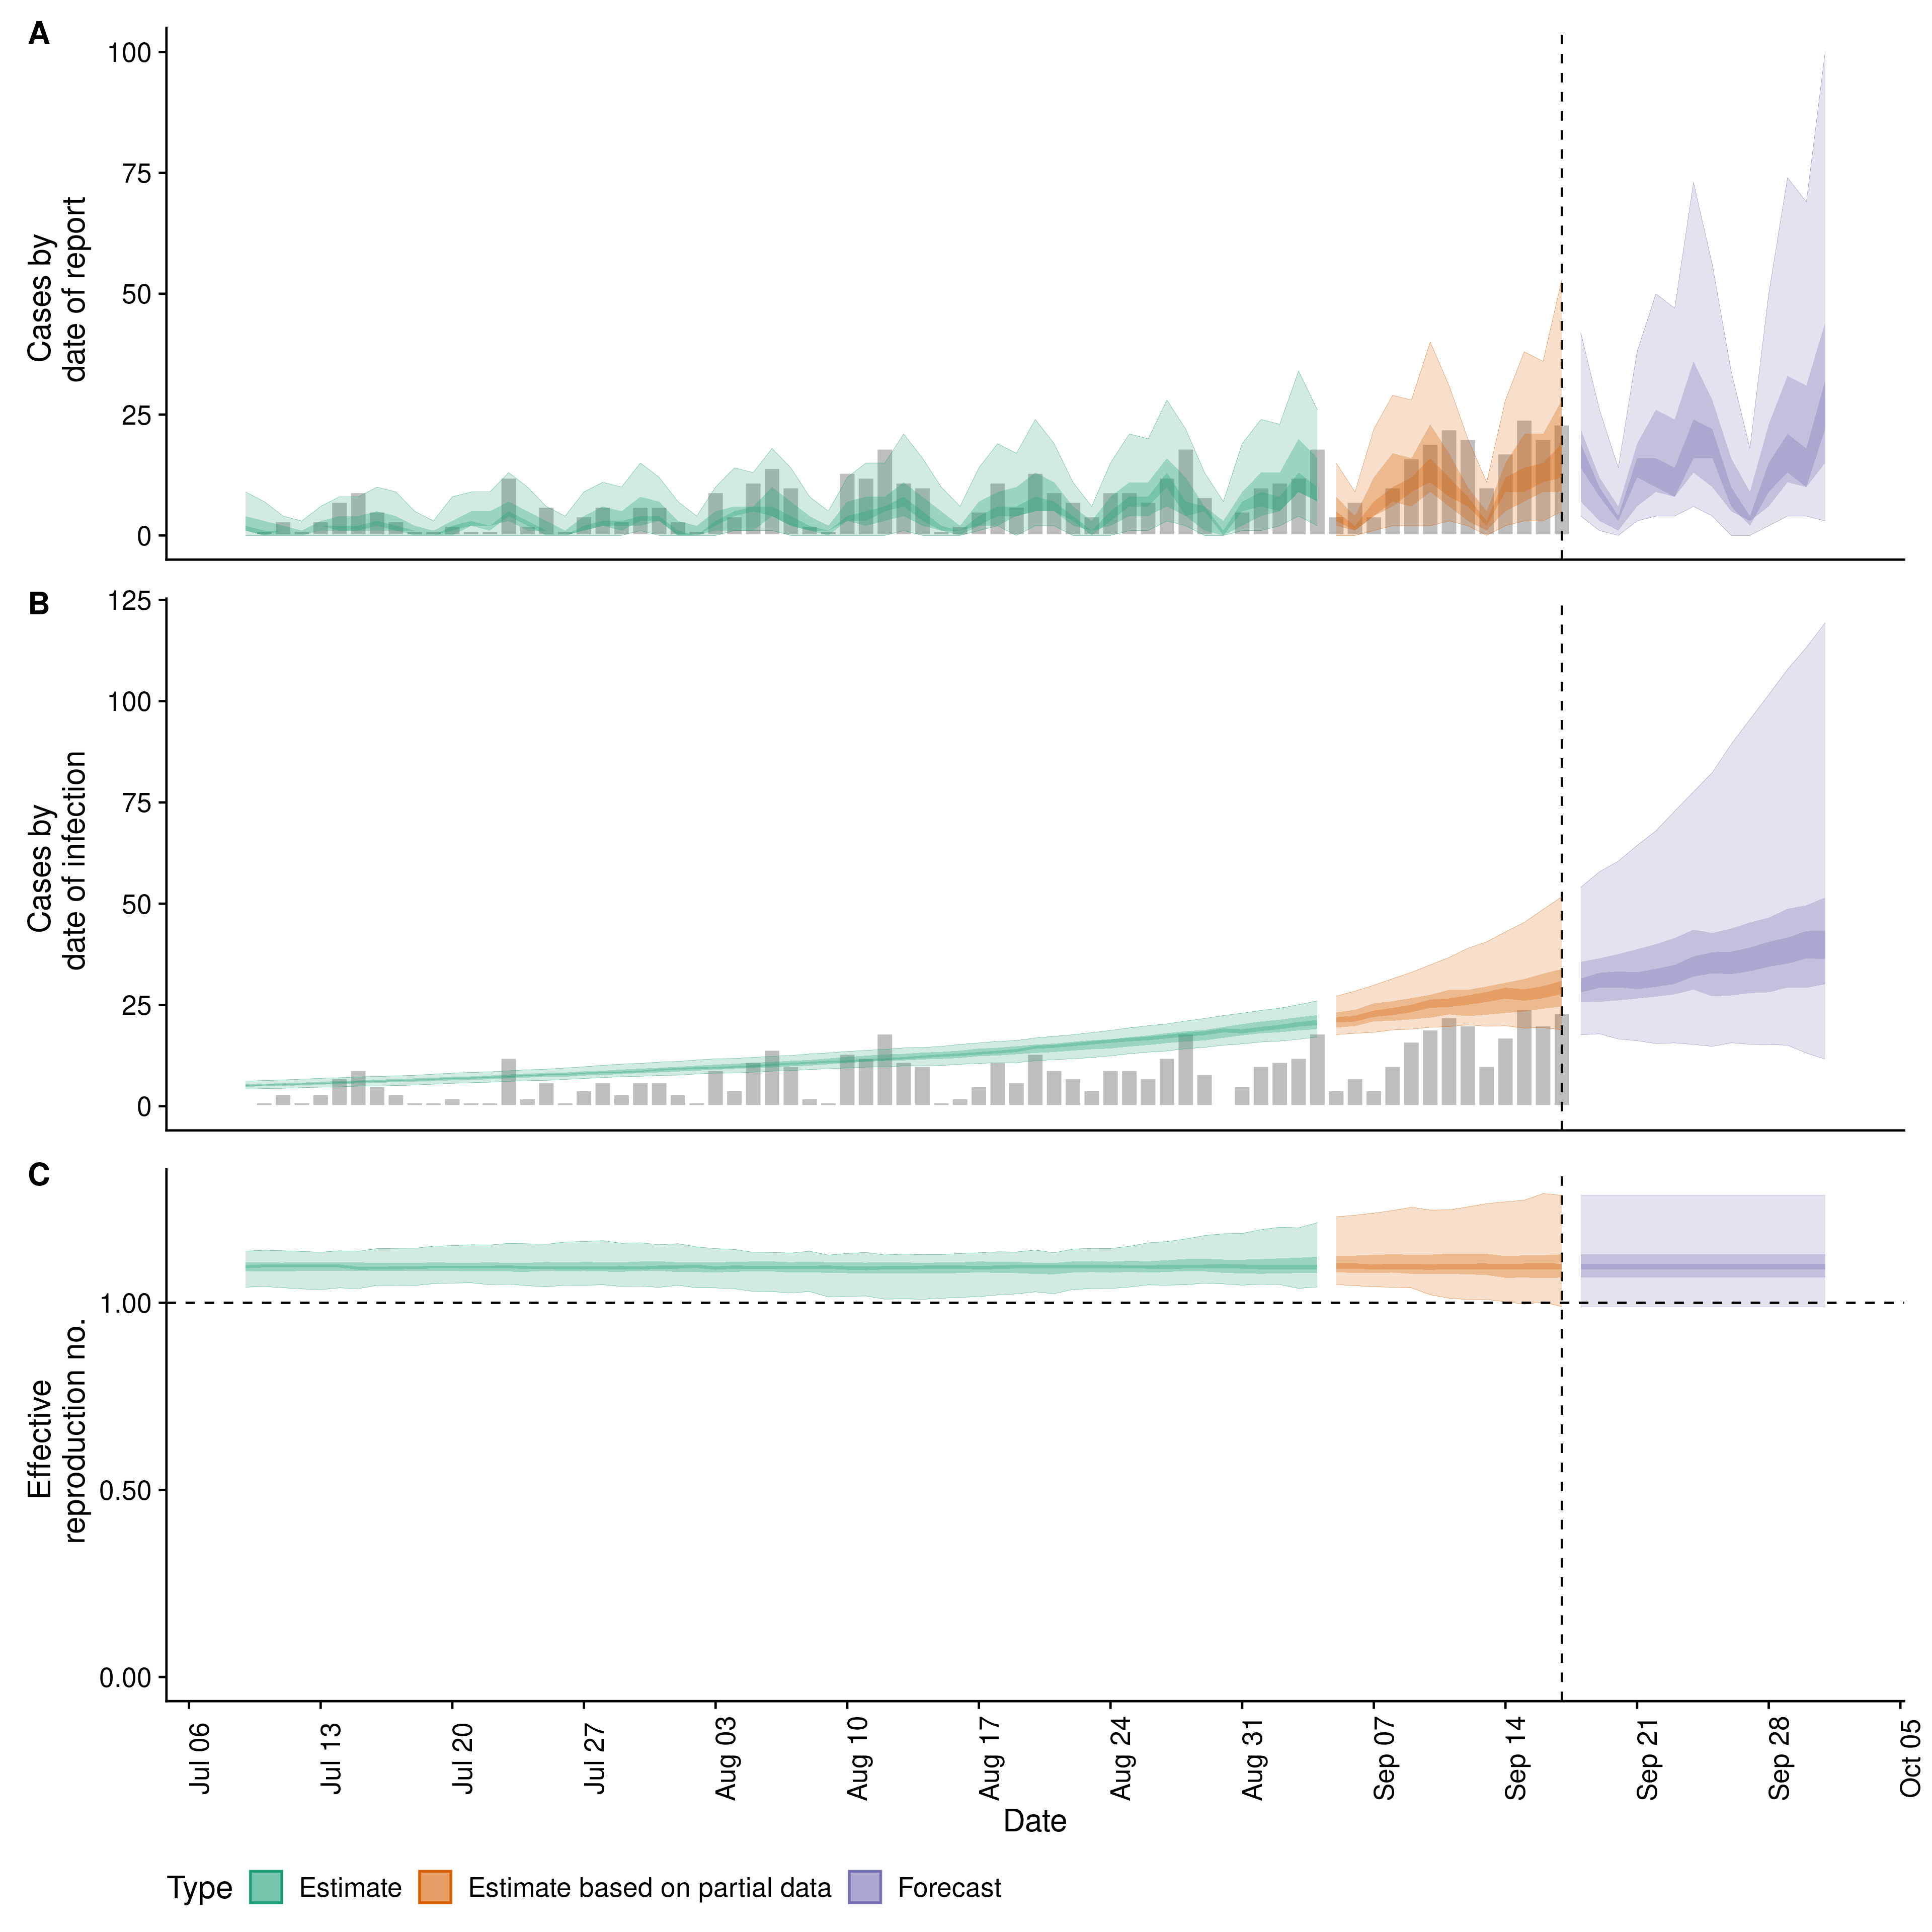 A
Cases by
date of report
100
75
50
25
0
B
Cases by
date of infection
125
100
75
50
25
0
C
Effective
reproduction no.
1.00
0.50
0.00
Jul 06
Jul 13
Jul 20
Jul 27
Aug 03
Aug 10
Aug 17
Aug 24
Aug 31
Sep 07
Sep 14
Sep 21
Sep 28
Oct 05
Date
Type Estimate Estimate based on partial data Forecast